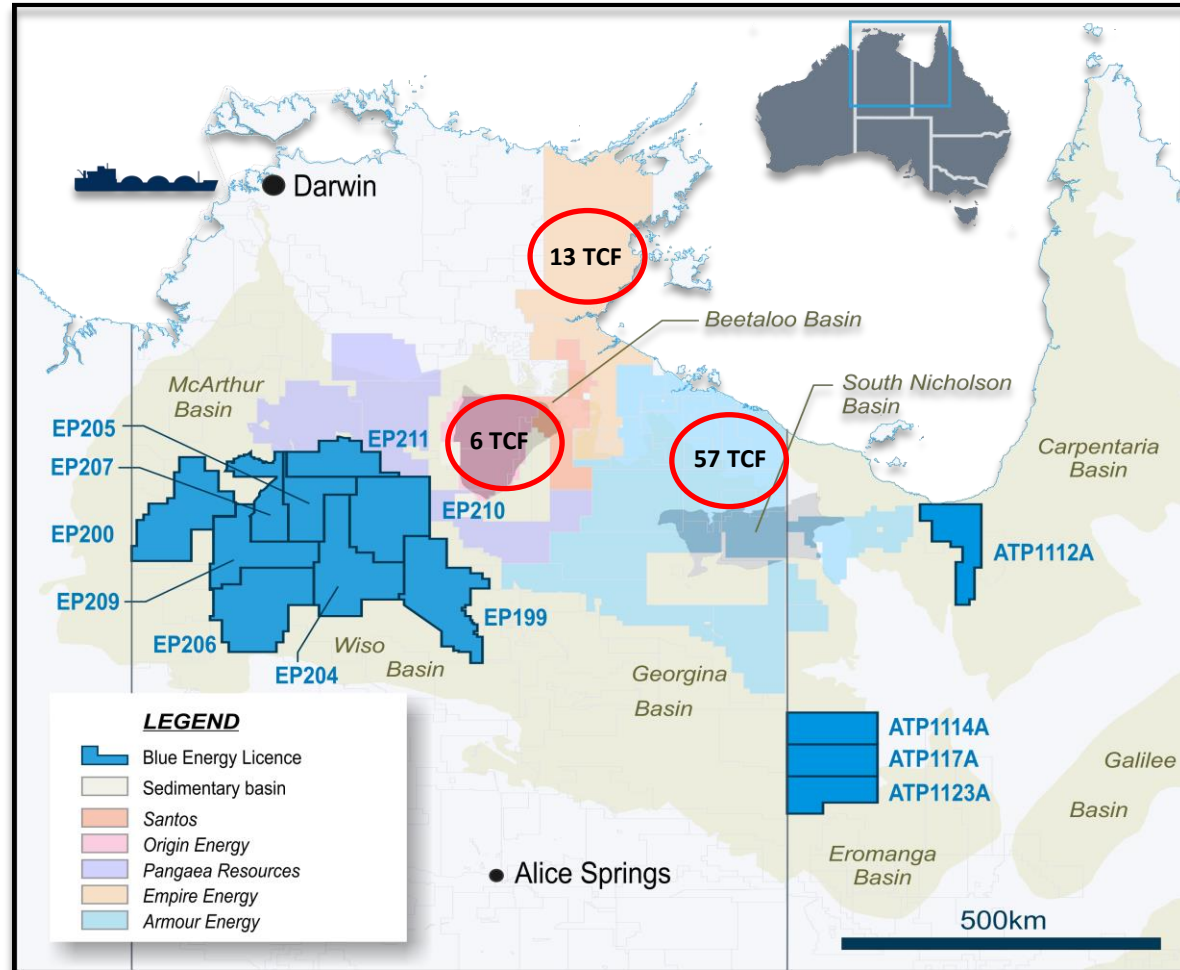 Darwin
13 TCF
Beetaloo Basin
McArthur
Basin
South Nicholson
Basin
EP205
EP211
6 TCF
57 TCF
Carpentaria
Basin
EP207
EP210
EP200
ATP1112A
EP209
EP199
EP206
Wiso
Basin
EP204
Georgina
Basin
LEGEND
Blue Energy Licence
Sedimentary basin
Santos
Origin Energy
Pangaea Resources
Empire Energy
Armour Energy
ATP1114A
ATP117A
ATP1123A
Galilee
Basin
Eromanga
Basin
Alice Springs
500km